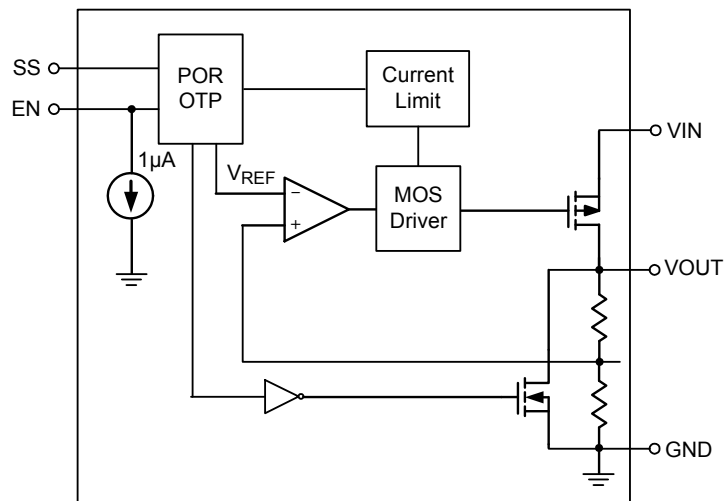 SS
EN
POR
OTP
Current
Limit
1µA
VREF
−
+
MOS
Driver
VIN
VOUT
GND